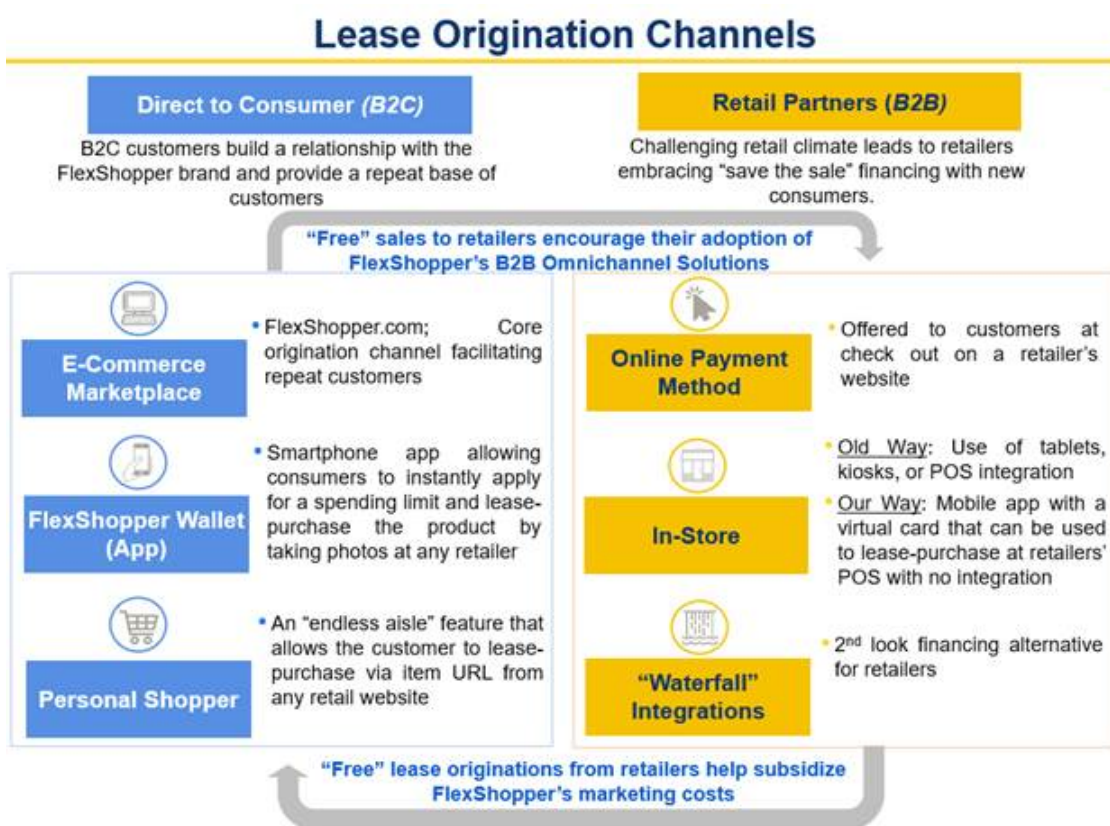 Lease Origination Channels
Direct to Consumer (B2C)
B2C customers build a relationship with the
FlexShopper brand and provide a repeat base of
customers
Retail Partners (B2B)
Challenging retail climate leads to retailers
embracing “save the sale” financing with new
consumers.
“Free” sales to retailers encourage their adoption of
FlexShopper’s B2B Omnichannel Solutions
E-Commerce
Marketplace
• FlexShopper.com; Core
origination channel facilitating
repeat customers
FlexShopper Wallet
(App)
• Smartphone app allowing
consumers to instantly apply
for a spending limit and lease-
purchase the product by
taking photos at any retailer
Personal Shopper
• An “endless aisle” feature that
allows the customer to lease-
purchase via item URL from
any retail website
Online Payment
Method
• Offered to customers at
check out on a retailer’s
website
In-Store
• Old Way: Use of tablets,
kiosks, or POS integration
• Our Way: Mobile app with a
virtual card that can be used
to lease-purchase at retailers’
POS with no integration
“Waterfall”
Integrations
• 2nd look financing alternative
for retailers
“Free” lease originations from retailers help subsidize
FlexShopper’s marketing costs